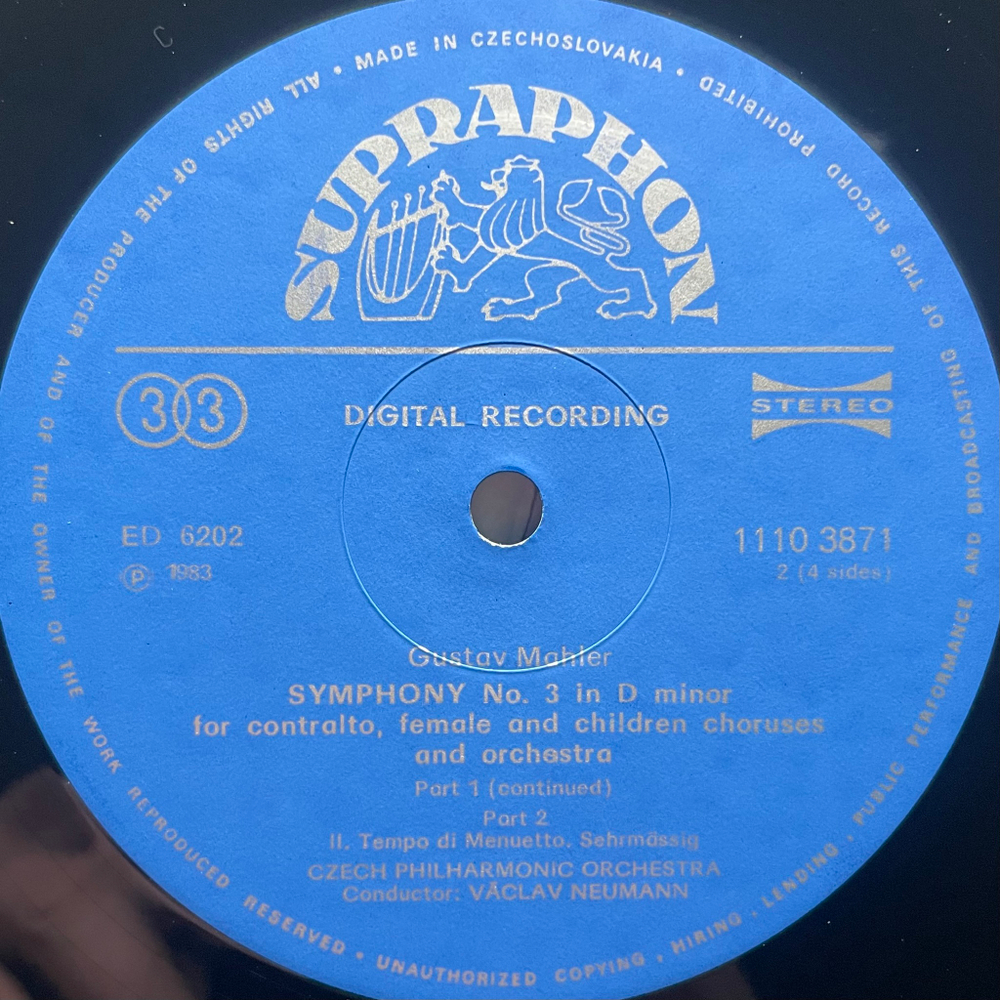 ALL RIGHTS OF THE PRODUCER AND OF THE OWNER OF THE WORK REPRODUCED RESERVED • UNAUTHORIZED COPYING, HIRING, LENDING, PUBLIC PERFORMANCE AND BROADCASTING OF THIS RECORD PROHIBITED • MADE IN CZECHOSLOVAKIA •
SUPRAPHON
33 DIGITAL RECORDING STEREO
ED 6202 1110 3871
Ⓟ 1983 2 (4 sides)
Gustav Mahler
SYMPHONY No. 3 in D minor
for contralto, female and children choruses
and orchestra
Part 1 (continued)
Part 2
II. Tempo di Menuetto. Sehrmässig
CZECH PHILHARMONIC ORCHESTRA
Conductor: VÁCLAV NEUMANN